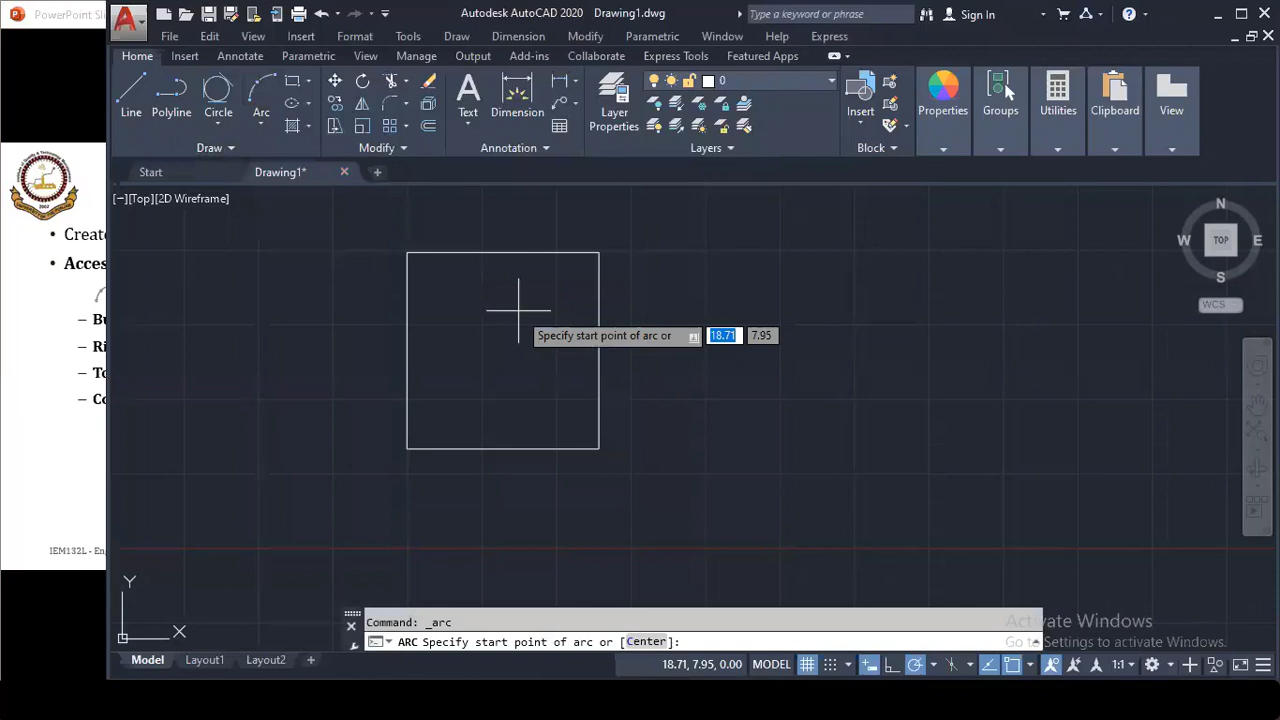 PowerPoint Sli
Autodesk AutoCAD 2020 Drawing1.dwg
Type a keyword or phrase
Sign In
File Edit View Insert Format Tools Draw Dimension Modify Parametric Window Help Express
Home Insert Annotate Parametric View Manage Output Add-ins Collaborate Express Tools Featured Apps
0
Line Polyline Circle Arc Text Dimension Layer Properties Insert Properties Groups Utilities Clipboard View
Draw Modify Annotation Layers Block
Start Drawing1*
[−][Top][2D Wireframe]
N
W TOP E
S
WCS
Create
Acces
Bu
Ri
To
Co
Specify start point of arc or 18.71 7.95
IEM132L - En
Y
X
Command: _arc
ARC Specify start point of arc or [Center]:
Activate Windows
Go to Settings to activate Windows.
Model Layout1 Layout2
18.71, 7.95, 0.00 MODEL 1:1